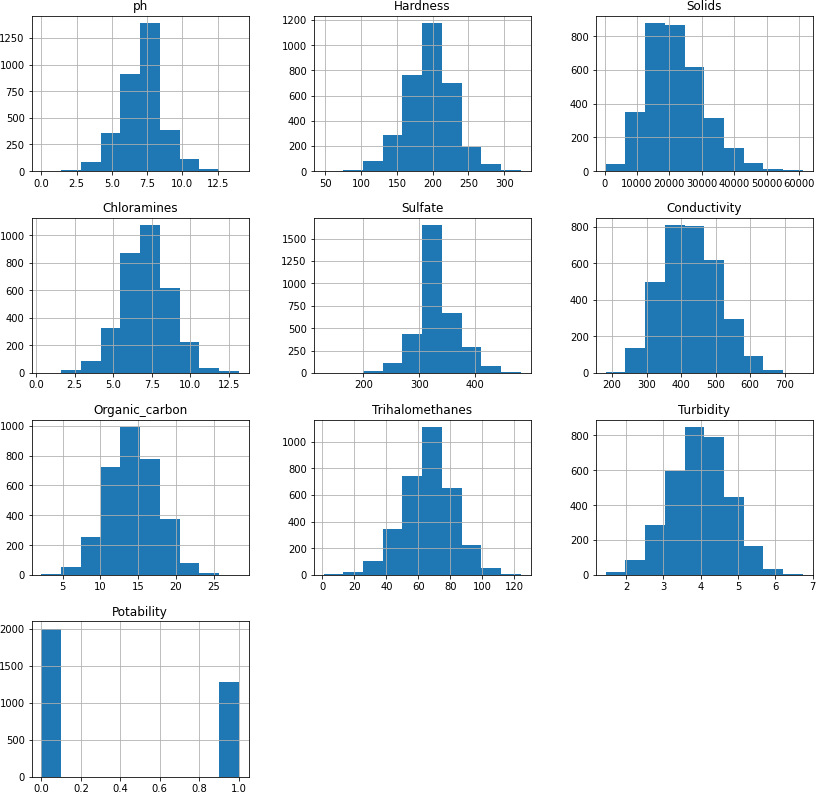 ph
1250
1000
750
500
250
0
0.0 2.5 5.0 7.5 10.0 12.5
Hardness
1200
1000
800
600
400
200
0
50 100 150 200 250 300
Solids
800
600
400
200
0
0 10000 20000 30000 40000 50000 60000
Chloramines
1000
800
600
400
200
0
0.0 2.5 5.0 7.5 10.0 12.5
Sulfate
1500
1250
1000
750
500
250
0
200 300 400
Conductivity
800
600
400
200
0
200 300 400 500 600 700
Organic_carbon
1000
800
600
400
200
0
5 10 15 20 25
Trihalomethanes
1000
800
600
400
200
0
0 20 40 60 80 100 120
Turbidity
800
600
400
200
0
2 3 4 5 6 7
Potability
2000
1500
1000
500
0
0.0 0.2 0.4 0.6 0.8 1.0